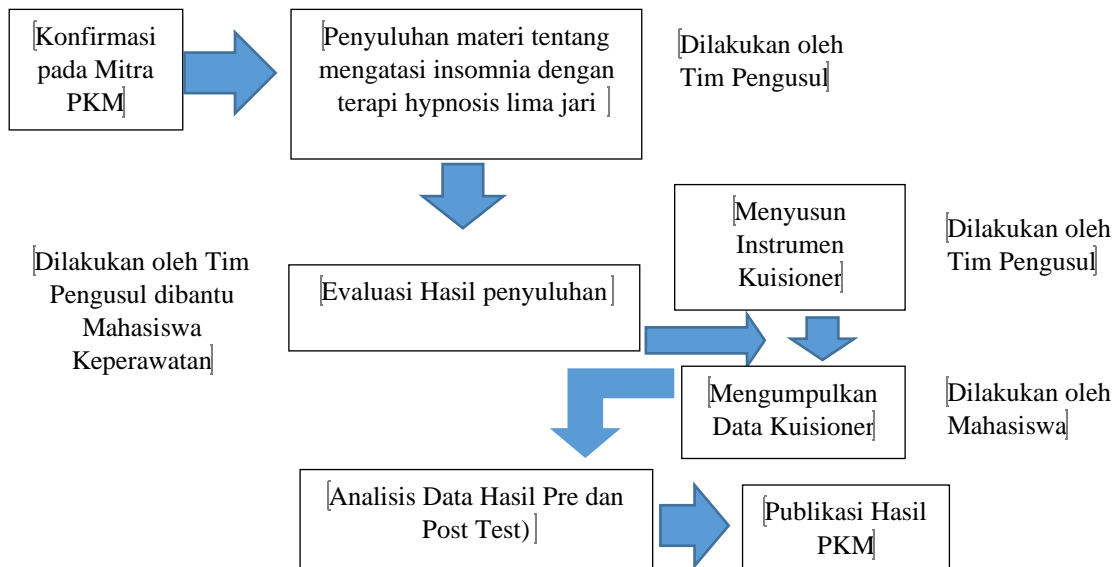 Konfirmasi
pada Mitra
PKM
Penyuluhan materi tentang
mengatasi insomnia dengan
terapi hypnosis lima jari
Dilakukan oleh
Tim Pengusul
Menyusun
Instrumen
Kuisioner
Dilakukan oleh
Tim Pengusul
Dilakukan oleh Tim
Pengusul dibantu
Mahasiswa
Keperawatan
Evaluasi Hasil penyuluhan
Mengumpulkan
Data Kuisioner
Dilakukan oleh
Mahasiswa
Analisis Data Hasil Pre dan
Post Test)
Publikasi Hasil
PKM